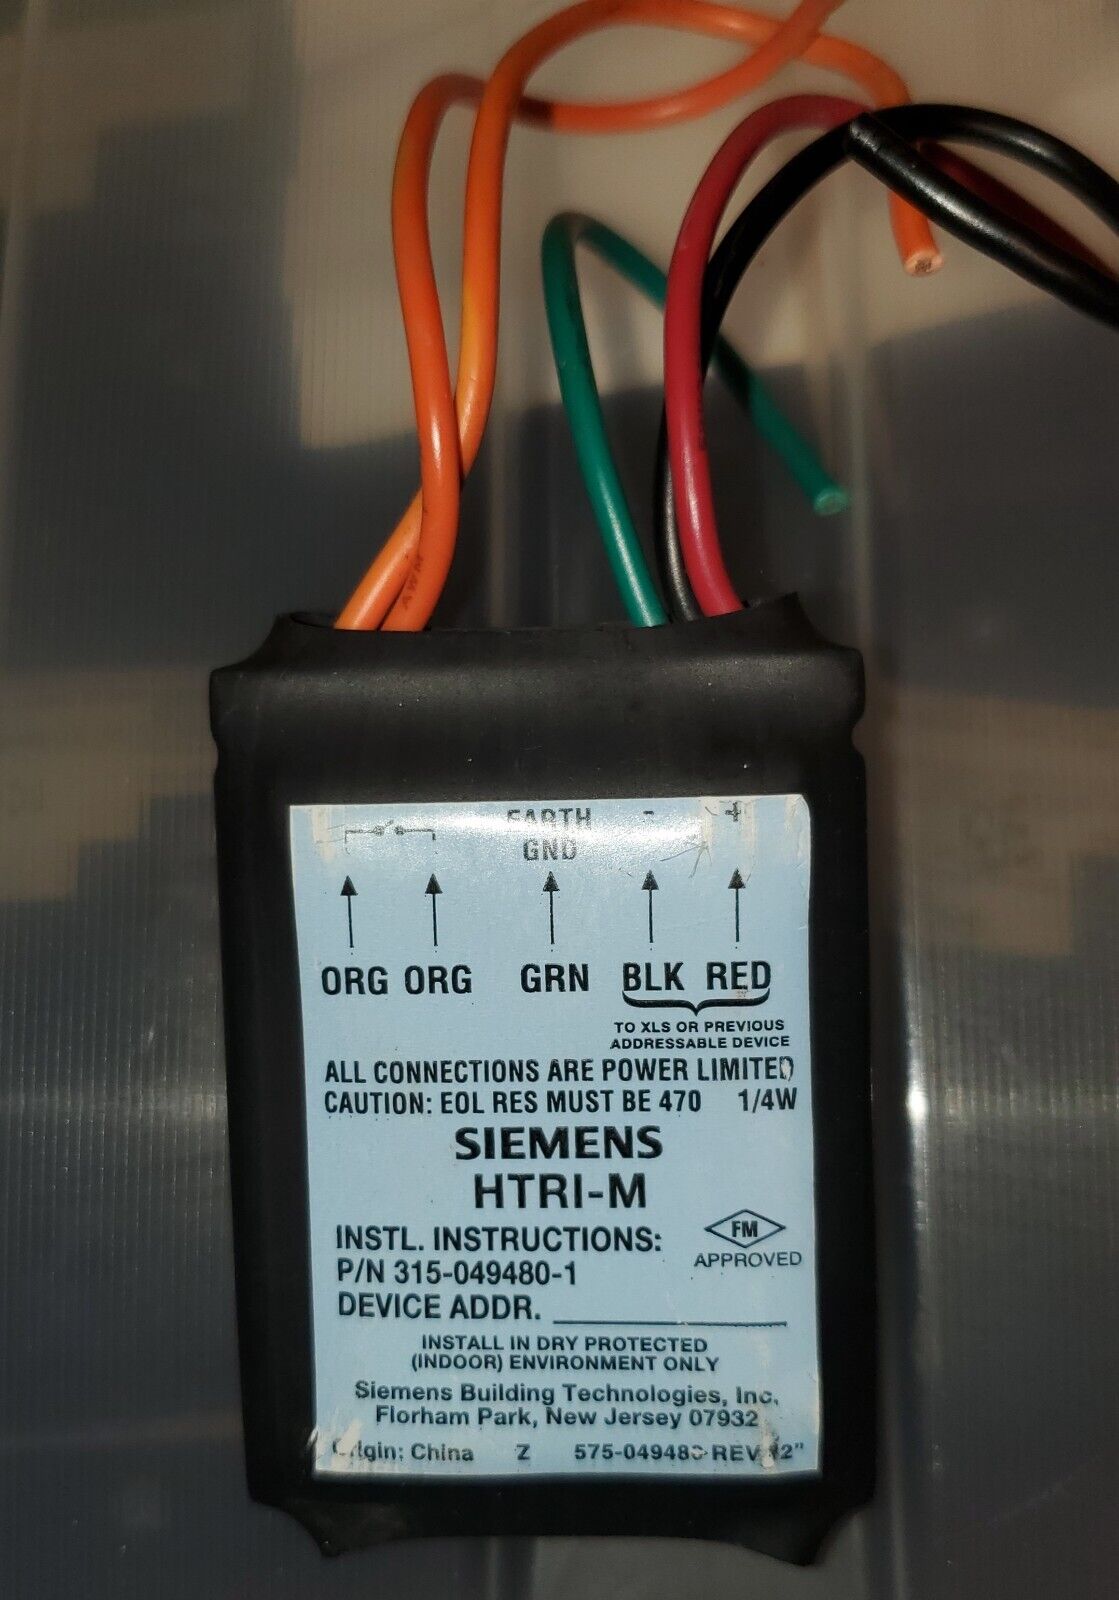 AWM
EARTH - +
GND
ORG ORG GRN BLK RED
TO XLS OR PREVIOUS
ADDRESSABLE DEVICE
ALL CONNECTIONS ARE POWER LIMITED
CAUTION: EOL RES MUST BE 470 1/4W
SIEMENS
HTRI-M
INSTL. INSTRUCTIONS:
P/N 315-049480-1
DEVICE ADDR.
FM
APPROVED
INSTALL IN DRY PROTECTED
(INDOOR) ENVIRONMENT ONLY
Siemens Building Technologies, Inc.
Florham Park, New Jersey 07932
Origin: China Z REV